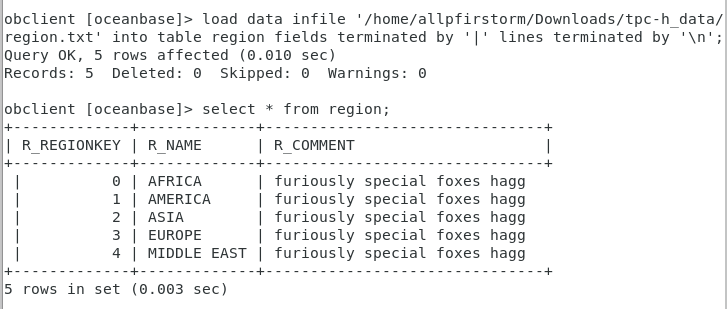 obclient [oceanbase]> load data infile '/home/allpfirstorm/Downloads/tpc-h_data/
region.txt' into table region fields terminated by '|' lines terminated by '\n';
Query OK, 5 rows affected (0.010 sec)
Records: 5  Deleted: 0  Skipped: 0  Warnings: 0

obclient [oceanbase]> select * from region;
+-------------+-------------+-------------------------------+
| R_REGIONKEY | R_NAME      | R_COMMENT                     |
+-------------+-------------+-------------------------------+
 |          0 | AFRICA      | furiously special foxes hagg
 |          1 | AMERICA     | furiously special foxes hagg
 |          2 | ASIA        | furiously special foxes hagg
 |          3 | EUROPE      | furiously special foxes hagg
 |          4 | MIDDLE EAST | furiously special foxes hagg
+-------------+-------------+-------------------------------+
5 rows in set (0.003 sec)